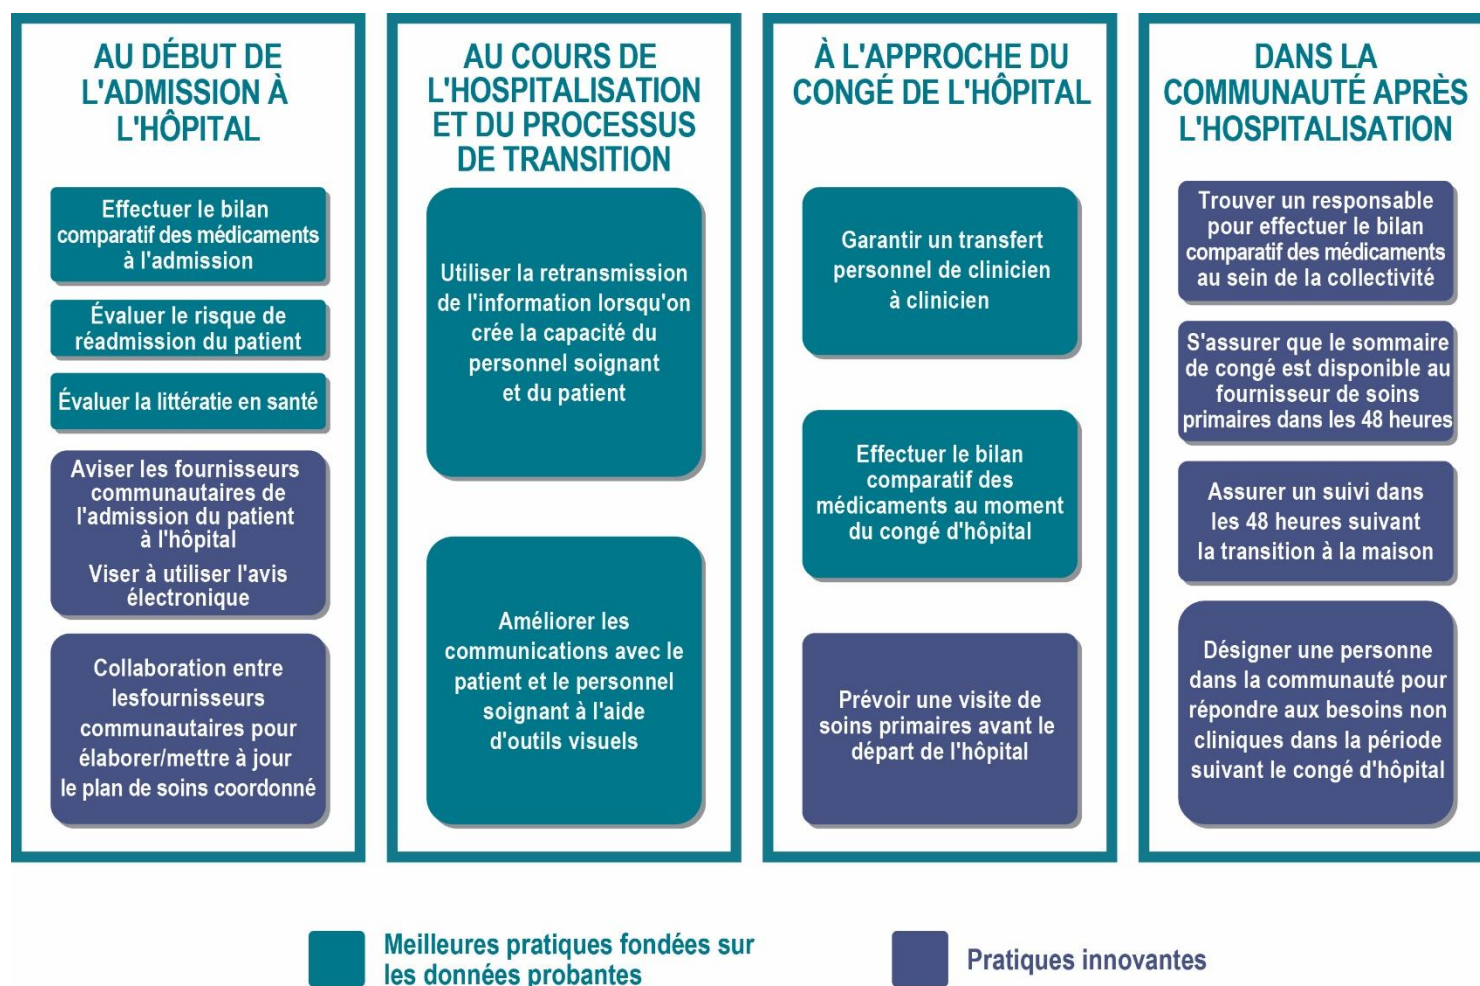 AU DÉBUT DE
L'ADMISSION À
L'HÔPITAL
Effectuer le bilan
comparatif des médicaments
à l'admission
Évaluer le risque de
réadmission du patient
Évaluer la littératie en santé
Aviser les fournisseurs
communautaires de
l'admission du patient
à l'hôpital
Viser à utiliser l'avis
électronique
Collaboration entre
lesfournisseurs
communautaires pour
élaborer/mettre à jour
le plan de soins coordonné
AU COURS DE
L'HOSPITALISATION
ET DU PROCESSUS
DE TRANSITION
Utiliser la retransmission
de l'information lorsqu'on
crée la capacité du
personnel soignant
et du patient
Améliorer les
communications avec le
patient et le personnel
soignant à l'aide
d'outils visuels
À L'APPROCHE DU
CONGÉ DE L'HÔPITAL
Garantir un transfert
personnel de clinicien
à clinicien
Effectuer le bilan
comparatif des
médicaments au moment
du congé d'hôpital
Prévoir une visite de
soins primaires avant le
départ de l'hôpital
DANS LA
COMMUNAUTÉ APRÈS
L'HOSPITALISATION
Trouver un responsable
pour effectuer le bilan
comparatif des médicaments
au sein de la collectivité
S'assurer que le sommaire
de congé est disponible au
fournisseur de soins
primaires dans les 48 heures
Assurer un suivi dans
les 48 heures suivant
la transition à la maison
Désigner une personne
dans la communauté pour
répondre aux besoins non
cliniques dans la période
suivant le congé d'hôpital
Meilleures pratiques fondées sur
les données probantes
Pratiques innovantes